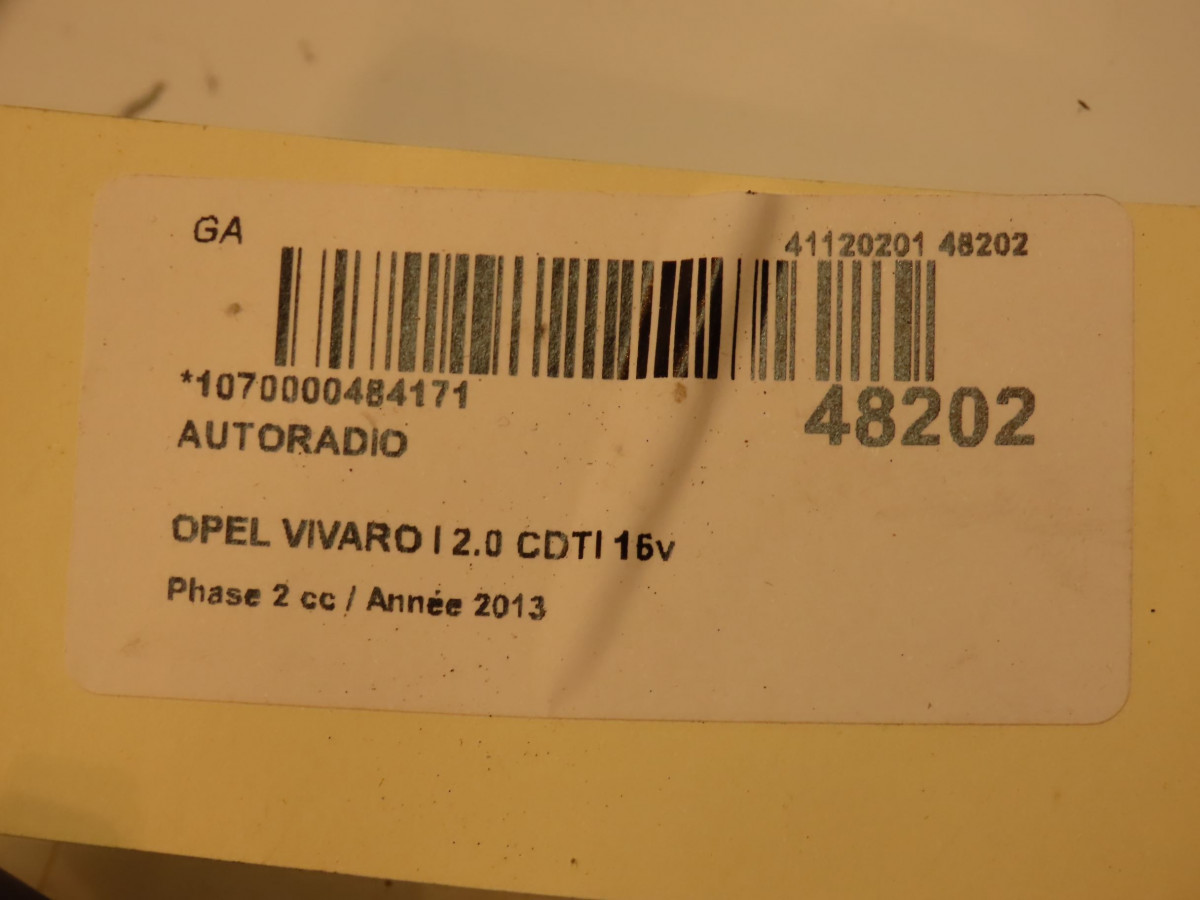 GA
41120201 48202
*1070000484171
48202
AUTORADIO
OPEL VIVARO I 2.0 CDTI 16v
Phase 2 cc / Année 2013